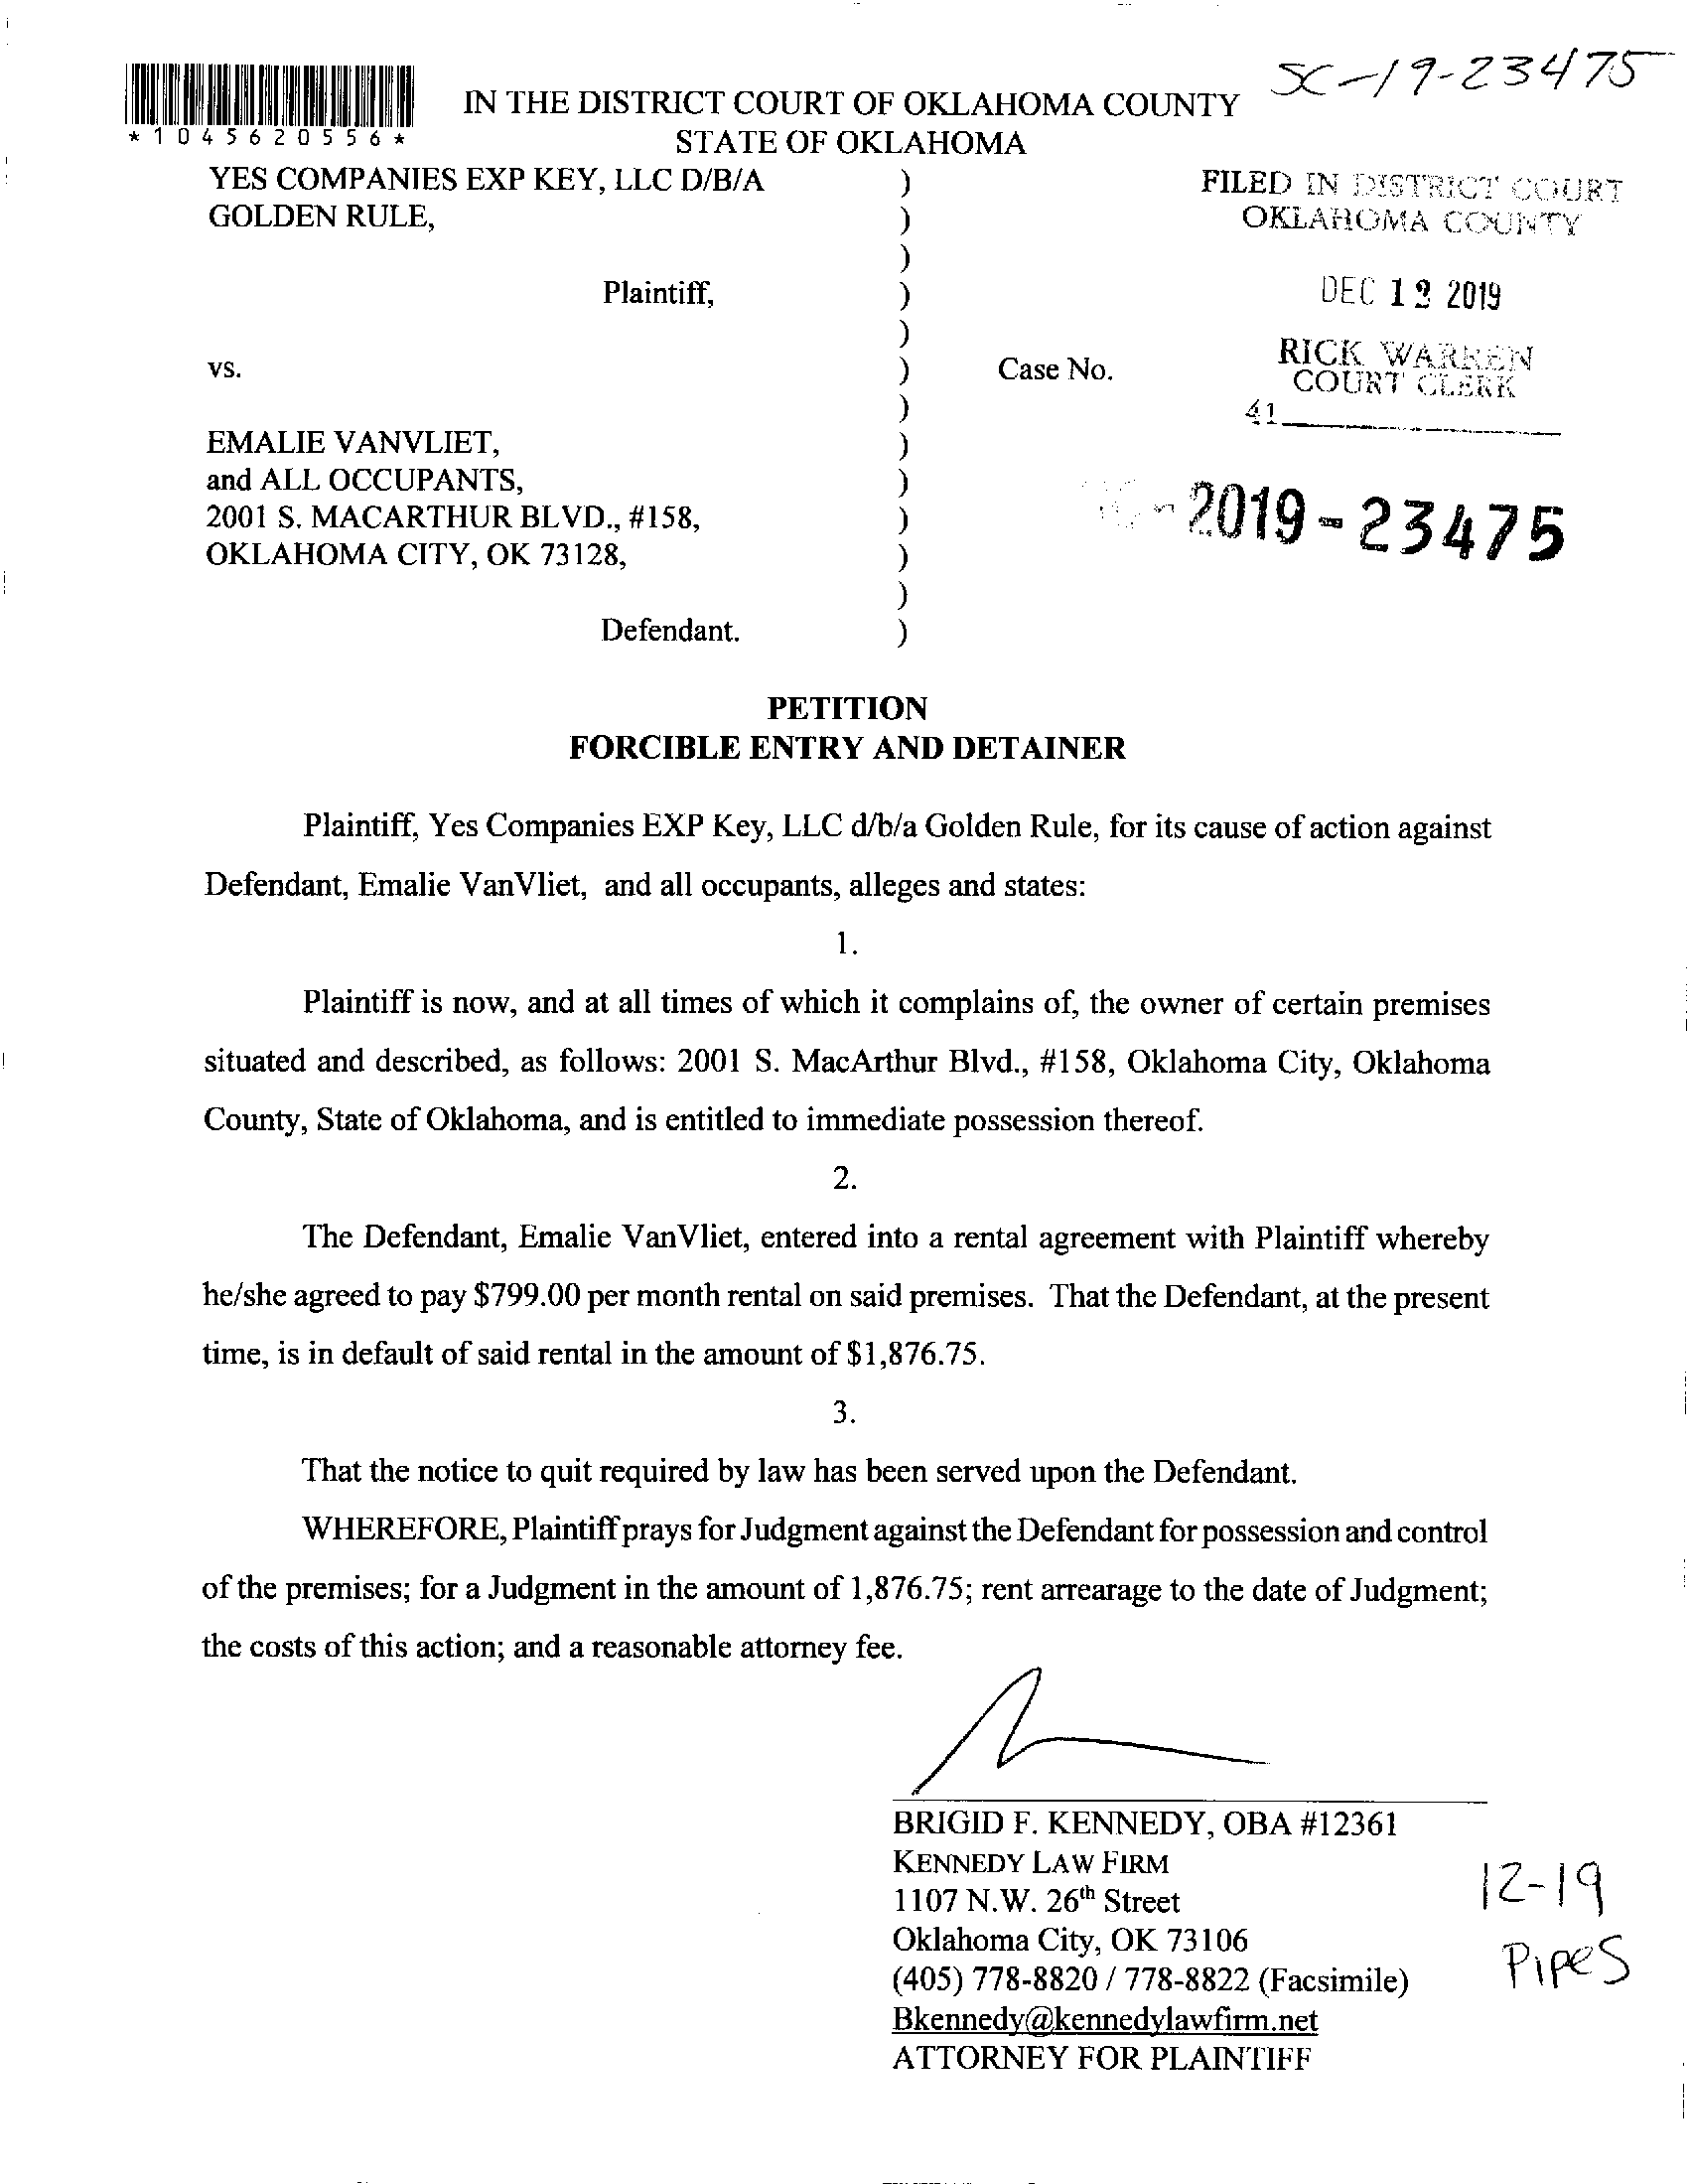 SC-19-23475
IN THE DISTRICT COURT OF OKLAHOMA COUNTY
*1045620556*
STATE OF OKLAHOMA
YES COMPANIES EXP KEY, LLC D/B/A )
GOLDEN RULE, )
)
Plaintiff, )
)
vs. ) Case No.
)
EMALIE VANVLIET, )
and ALL OCCUPANTS, )
2001 S. MACARTHUR BLVD., #158, )
OKLAHOMA CITY, OK 73128, )
)
Defendant. )
FILED IN DISTRICT COURT
OKLAHOMA COUNTY
DEC 12 2019
RICK WARREN
COURT CLERK
41
-2019-23475
PETITION
FORCIBLE ENTRY AND DETAINER
Plaintiff, Yes Companies EXP Key, LLC d/b/a Golden Rule, for its cause of action against
Defendant, Emalie VanVliet, and all occupants, alleges and states:
1.
Plaintiff is now, and at all times of which it complains of, the owner of certain premises
situated and described, as follows: 2001 S. MacArthur Blvd., #158, Oklahoma City, Oklahoma
County, State of Oklahoma, and is entitled to immediate possession thereof.
2.
The Defendant, Emalie VanVliet, entered into a rental agreement with Plaintiff whereby
he/she agreed to pay $799.00 per month rental on said premises. That the Defendant, at the present
time, is in default of said rental in the amount of $1,876.75.
3.
That the notice to quit required by law has been served upon the Defendant.
WHEREFORE, Plaintiff prays for Judgment against the Defendant for possession and control
of the premises; for a Judgment in the amount of 1,876.75; rent arrearage to the date of Judgment;
the costs of this action; and a reasonable attorney fee.
BRIGID F. KENNEDY, OBA #12361
KENNEDY LAW FIRM
1107 N.W. 26th Street
Oklahoma City, OK 73106
(405) 778-8820 / 778-8822 (Facsimile)
Bkennedy@kennedylawfirm.net
ATTORNEY FOR PLAINTIFF
12-19
Pipes